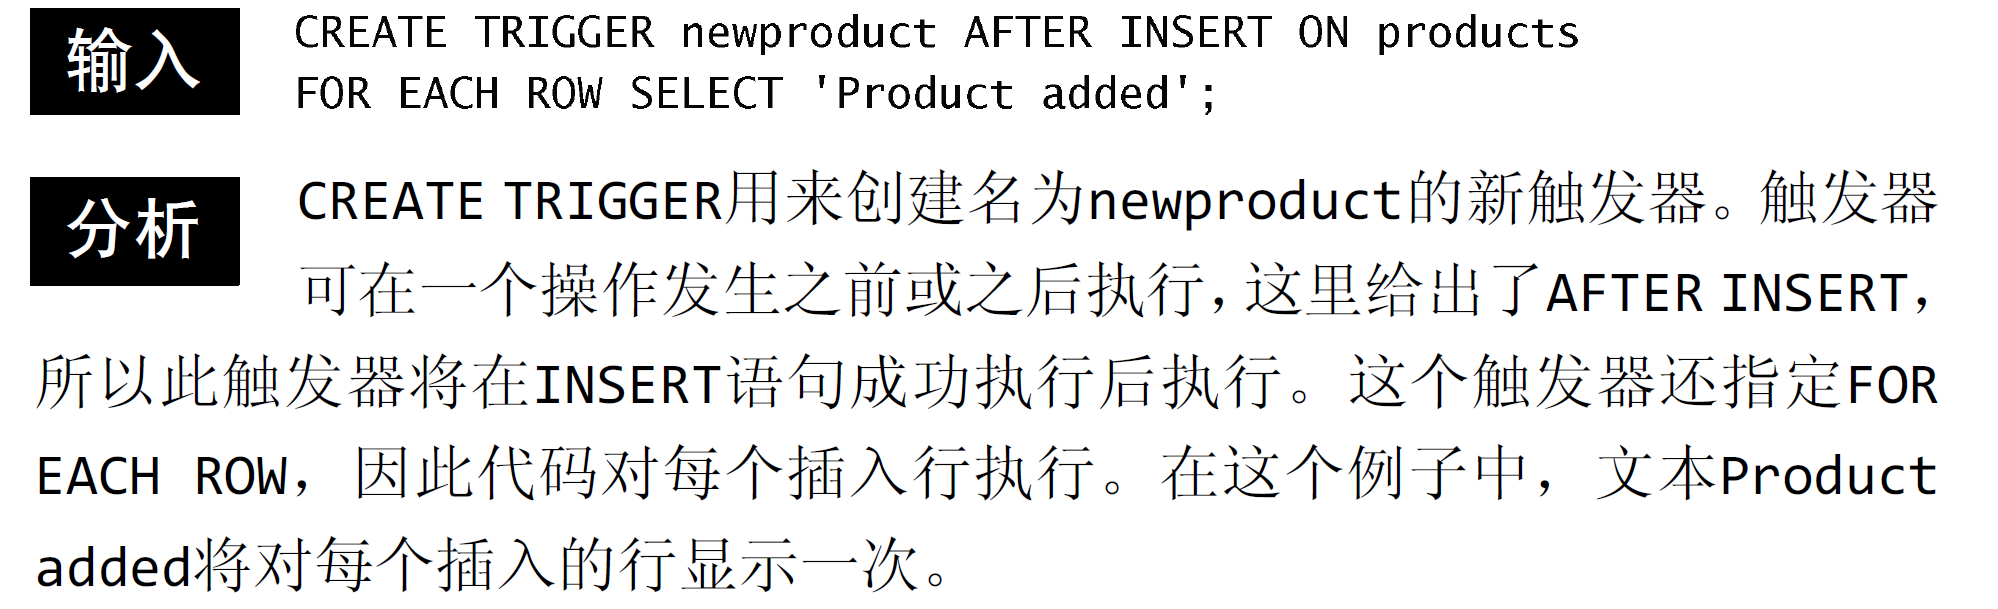 输入
CREATE TRIGGER newproduct AFTER INSERT ON products
FOR EACH ROW SELECT 'Product added';
分析
CREATE TRIGGER用来创建名为newproduct的新触发器。触发器
可在一个操作发生之前或之后执行，这里给出了AFTER INSERT，
所以此触发器将在INSERT语句成功执行后执行。这个触发器还指定FOR
EACH ROW，因此代码对每个插入行执行。在这个例子中，文本Product
added将对每个插入的行显示一次。